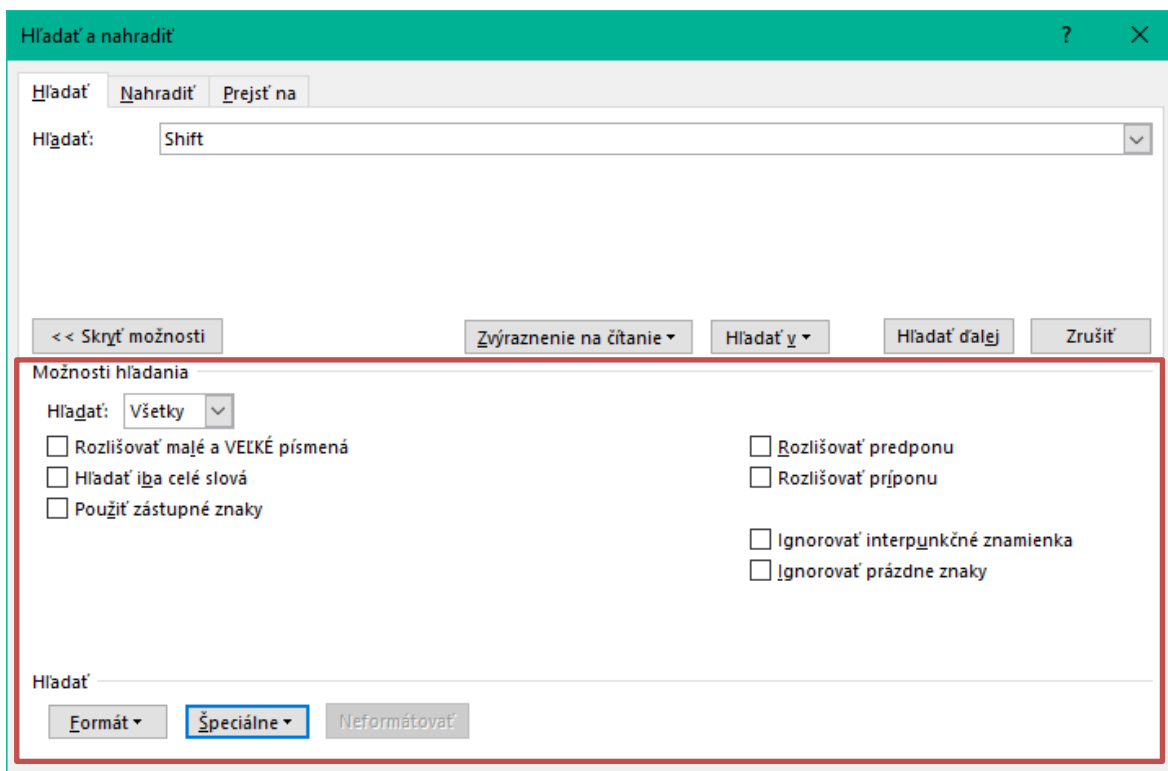 Hľadať a nahradiť ?
Hľadať Nahradiť Prejsť na
Hľadať: Shift
<< Skryť možnosti Zvýraznenie na čítanie Hľadať v Hľadať ďalej Zrušiť
Možnosti hľadania
Hľadať: Všetky
Rozlišovať malé a VEĽKÉ písmená Rozlišovať predponu
Hľadať iba celé slová Rozlišovať príponu
Použiť zástupné znaky
Ignorovať interpunkčné znamienka
Ignorovať prázdne znaky
Hľadať
Formát Špeciálne Neformátovať